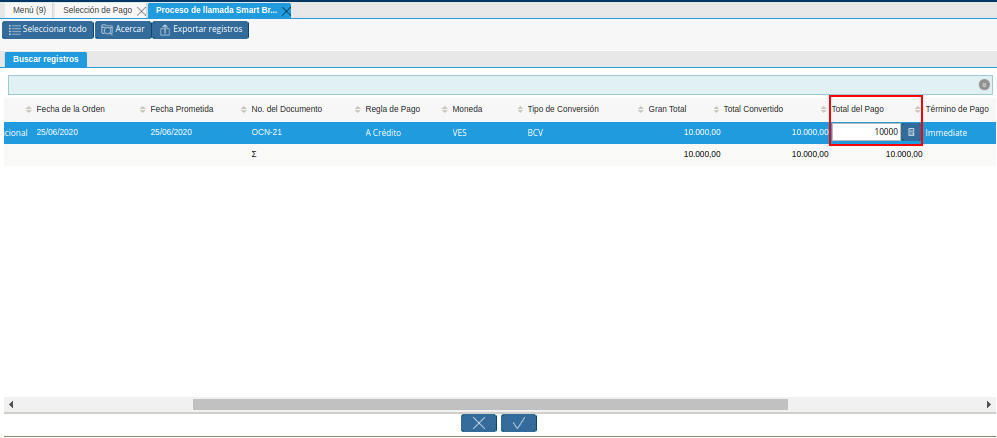 Menú (9) Selección de Pago Proceso de llamada Smart Br...
Seleccionar todo Acercar Exportar registros
Buscar registros
Fecha de la Orden Fecha Prometida No. del Documento Regla de Pago Moneda Tipo de Conversión Gran Total Total Convertido Total del Pago Término de Pago
cional 25/06/2020 25/06/2020 OCN-21 A Crédito VES BCV 10.000,00 10.000,00 10000 Immediate
Σ 10.000,00 10.000,00 10.000,00